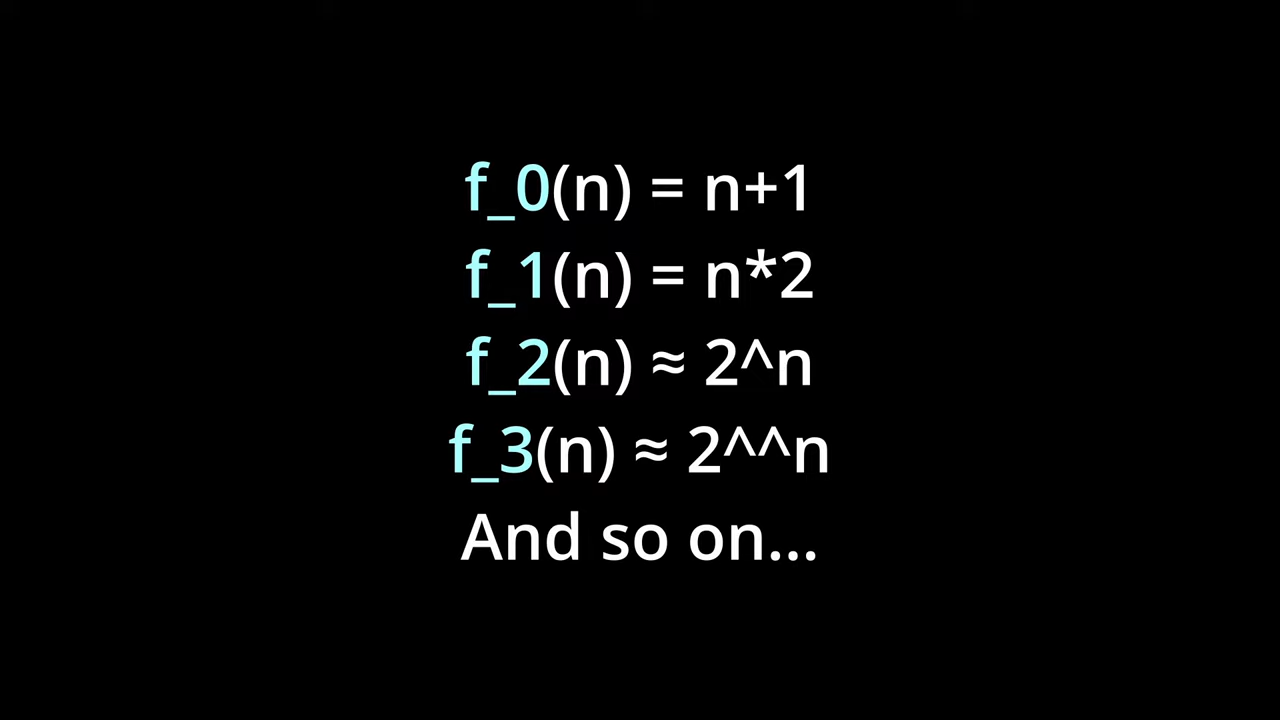 f_0(n) = n+1
f_1(n) = n*2
f_2(n) ≈ 2^n
f_3(n) ≈ 2^^n
And so on...